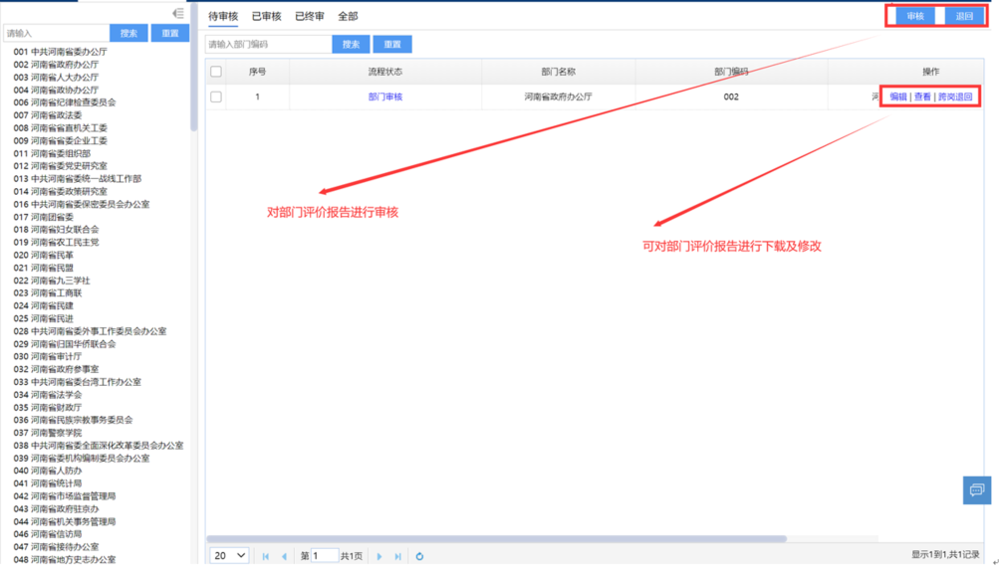 请输入 搜索 重置
001 中共河南省委办公厅
002 河南省政府办公厅
003 河南省人大办公厅
004 河南省政协办公厅
006 河南省纪律检查委员会
007 河南省政法委
008 河南省省直机关工委
009 河南省省委企业工委
011 河南省委组织部
012 河南省委党史研究室
013 中共河南省委统一战线工作部
014 河南省委政策研究室
016 中共河南省委保密委员会办公室
017 河南团省委
018 河南省妇女联合会
019 河南省农工民主党
020 河南省民革
021 河南省民盟
022 河南省九三学社
023 河南省工商联
024 河南省民建
025 河南省民进
028 中共河南省委外事工作委员会办公室
029 河南省归国华侨联合会
030 河南省审计厅
032 河南省政府参事室
033 中共河南省委台湾工作办公室
034 河南省法学会
035 河南省财政厅
036 河南省民族宗教事务委员会
037 河南警察学院
038 中共河南省委全面深化改革委员会办公室
039 河南省委机构编制委员会办公室
040 河南省人防办
041 河南省统计局
042 河南省市场监督管理局
043 河南省政府驻京办
044 河南省机关事务管理局
046 河南省信访局
047 河南省接待办公室
048 河南省地方史志办公室
待审核 已审核 已终审 全部 审核 退回
请输入部门编码 搜索 重置
序号 流程状态 部门名称 部门编码 操作
1 部门审核 河南省政府办公厅 002 河 编辑 | 查看 | 跨岗退回
对部门评价报告进行审核
可对部门评价报告进行下载及修改
20 第 1 共1页 显示1到1,共1记录